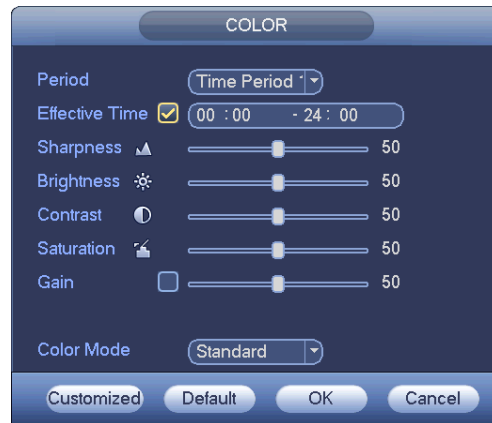 COLOR
Period Time Period
Effective Time 00 : 00 - 24 : 00
Sharpness 50
Brightness 50
Contrast 50
Saturation 50
Gain 50
Color Mode Standard
Customized Default OK Cancel